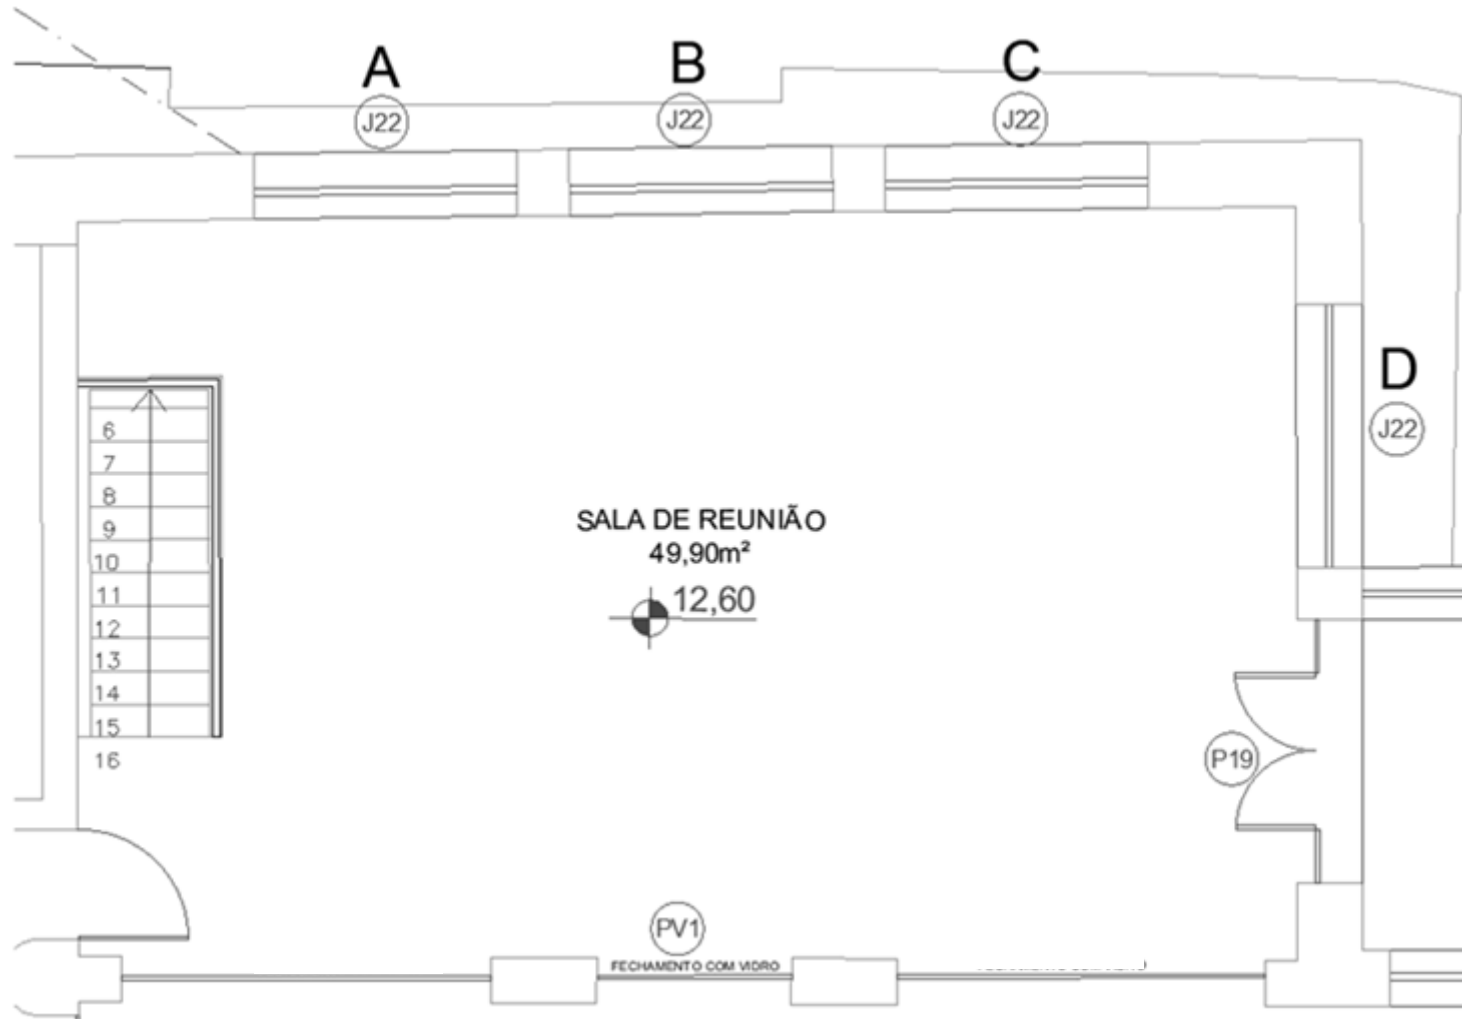 A
B
C
J22
J22
J22
D
J22
6
7
8
9
10
11
12
13
14
15
16
SALA DE REUNIÃO
49,90m²
12,60
P19
PV1
FECHAMENTO COM VIDRO